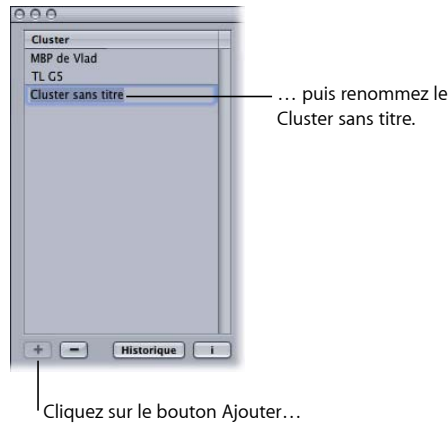 Cluster
MBP de Vlad
TL G5
Cluster sans titre
… puis renommez le
Cluster sans titre.
+ − Historique i
Cliquez sur le bouton Ajouter…